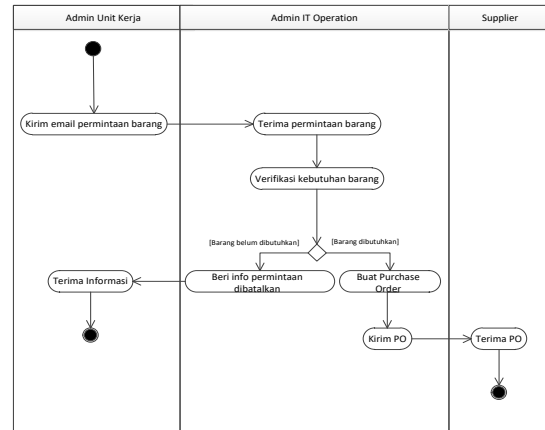 Admin Unit Kerja
Admin IT Operation
Supplier
Kirim email permintaan barang
Terima permintaan barang
Verifikasi kebutuhan barang
[Barang belum dibutuhkan]
[Barang dibutuhkan]
Terima Informasi
Beri info permintaan
dibatalkan
Buat Purchase
Order
Kirim PO
Terima PO